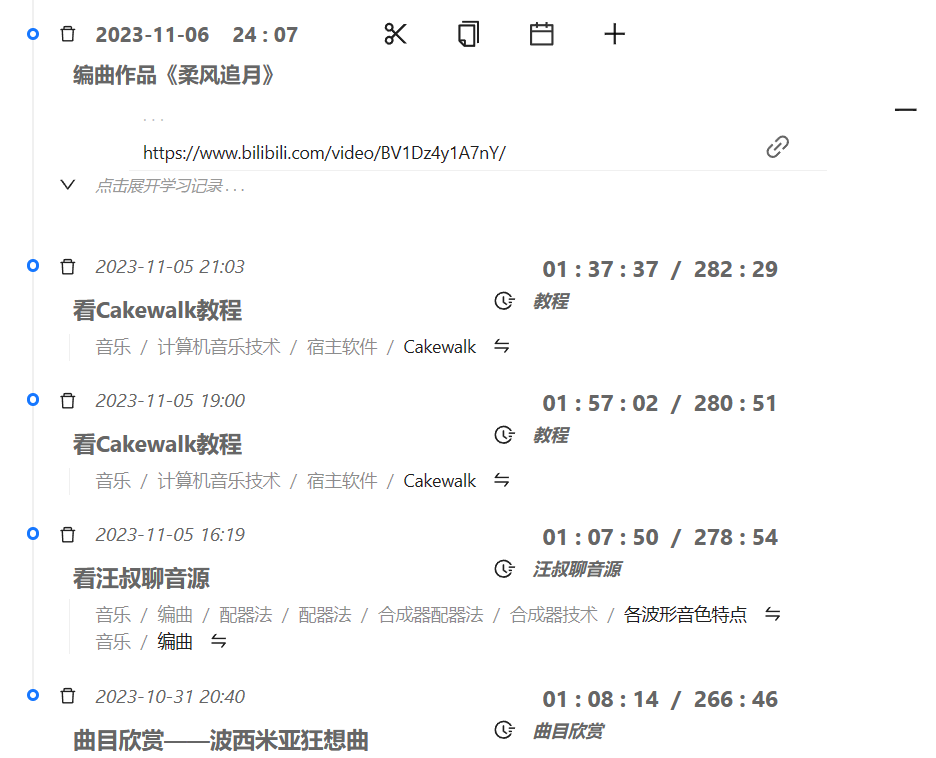 2023-11-06 24 : 07
编曲作品《柔风追月》
. . .
https://www.bilibili.com/video/BV1Dz4y1A7nY/
点击展开学习记录 . . .
2023-11-05 21:03 01 : 37 : 37 / 282 : 29
看Cakewalk教程 教程
音乐 / 计算机音乐技术 / 宿主软件 / Cakewalk
2023-11-05 19:00 01 : 57 : 02 / 280 : 51
看Cakewalk教程 教程
音乐 / 计算机音乐技术 / 宿主软件 / Cakewalk
2023-11-05 16:19 01 : 07 : 50 / 278 : 54
看汪叔聊音源 汪叔聊音源
音乐 / 编曲 / 配器法 / 配器法 / 合成器配器法 / 合成器技术 / 各波形音色特点
音乐 / 编曲
2023-10-31 20:40 01 : 08 : 14 / 266 : 46
曲目欣赏——波西米亚狂想曲 曲目欣赏